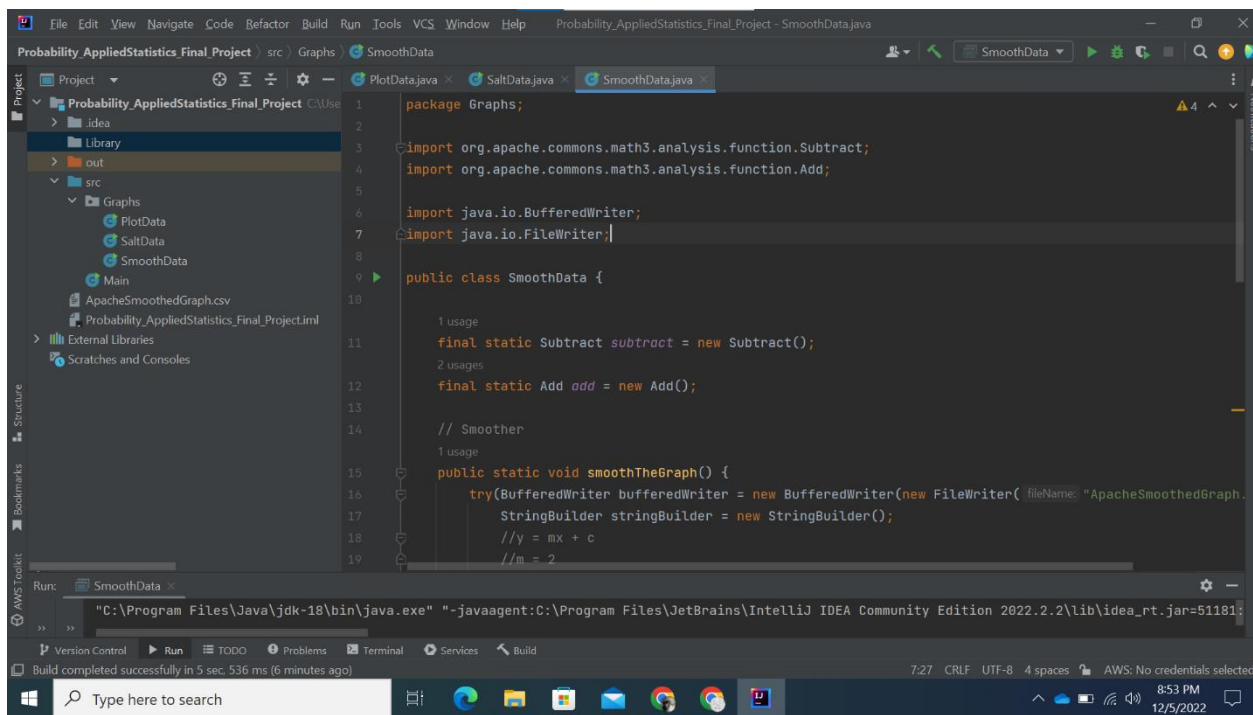 File Edit View Navigate Code Refactor Build Run Tools VCS Window Help Probability_AppliedStatistics_Final_Project - SmoothData.java
Probability_AppliedStatistics_Final_Project src Graphs SmoothData
SmoothData
Project
PlotData.java SaltData.java SmoothData.java
Project
Probability_AppliedStatistics_Final_Project C:\Use
.idea
Library
out
src
Graphs
PlotData
SaltData
SmoothData
Main
ApacheSmoothedGraph.csv
Probability_AppliedStatistics_Final_Project.iml
External Libraries
Scratches and Consoles
4
1 package Graphs;
2
3 import org.apache.commons.math3.analysis.function.Subtract;
4 import org.apache.commons.math3.analysis.function.Add;
5
6 import java.io.BufferedWriter;
7 import java.io.FileWriter;
8
9 public class SmoothData {
10
1 usage
11 final static Subtract subtract = new Subtract();
2 usages
12 final static Add add = new Add();
13
14 // Smoother
1 usage
15 public static void smoothTheGraph() {
16 try(BufferedWriter bufferedWriter = new BufferedWriter(new FileWriter( fileName: "ApacheSmoothedGraph.
17 StringBuilder stringBuilder = new StringBuilder();
18 //y = mx + c
19 //m = 2
Structure
Bookmarks
AWS Toolkit
Run: SmoothData
"C:\Program Files\Java\jdk-18\bin\java.exe" "-javaagent:C:\Program Files\JetBrains\IntelliJ IDEA Community Edition 2022.2.2\lib\idea_rt.jar=51181:
Version Control Run TODO Problems Terminal Services Build
Build completed successfully in 5 sec, 536 ms (6 minutes ago) 7:27 CRLF UTF-8 4 spaces AWS: No credentials selected
Type here to search
8:53 PM
12/5/2022